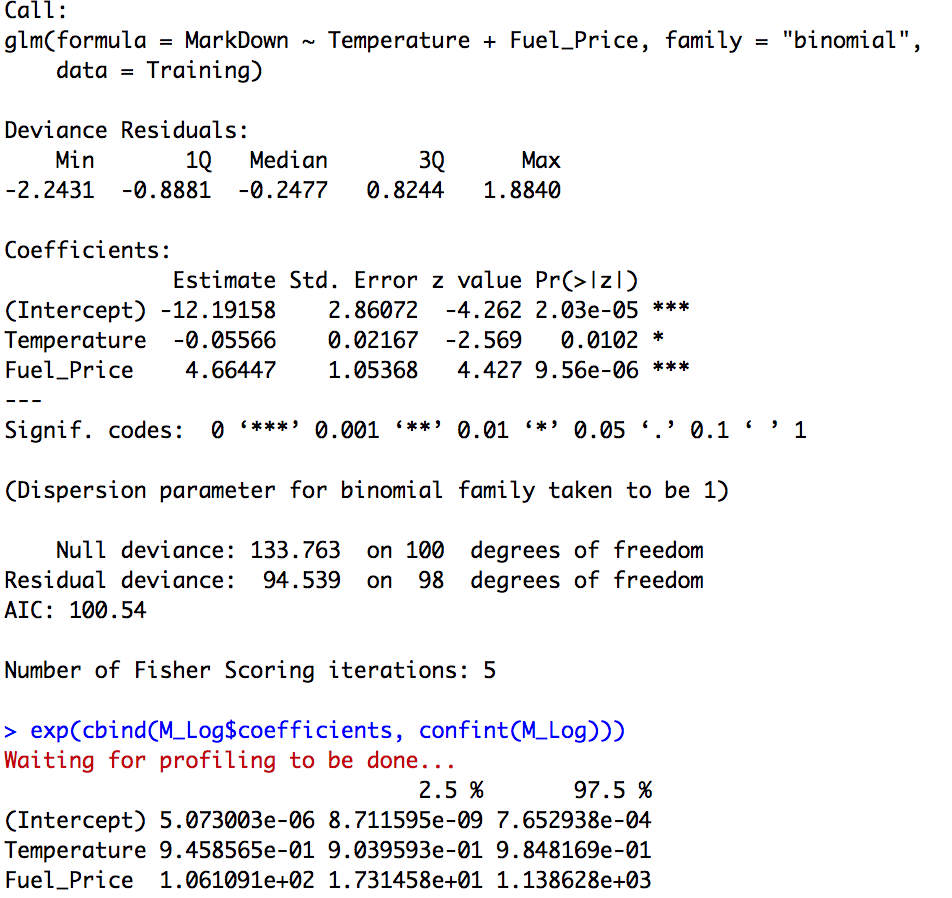 Call:
glm(formula = MarkDown ~ Temperature + Fuel_Price, family = "binomial",
    data = Training)

Deviance Residuals:
    Min       1Q   Median       3Q      Max
-2.2431  -0.8881  -0.2477   0.8244   1.8840

Coefficients:
             Estimate Std. Error z value Pr(>|z|)
(Intercept) -12.19158    2.86072  -4.262 2.03e-05 ***
Temperature  -0.05566    0.02167  -2.569   0.0102 *
Fuel_Price    4.66447    1.05368   4.427 9.56e-06 ***
---
Signif. codes:  0 ‘***’ 0.001 ‘**’ 0.01 ‘*’ 0.05 ‘.’ 0.1 ‘ ’ 1

(Dispersion parameter for binomial family taken to be 1)

    Null deviance: 133.763  on 100  degrees of freedom
Residual deviance:  94.539  on  98  degrees of freedom
AIC: 100.54

Number of Fisher Scoring iterations: 5

> exp(cbind(M_Log$coefficients, confint(M_Log)))
Waiting for profiling to be done...
                                2.5 %       97.5 %
(Intercept) 5.073003e-06 8.711595e-09 7.652938e-04
Temperature 9.458565e-01 9.039593e-01 9.848169e-01
Fuel_Price  1.061091e+02 1.731458e+01 1.138628e+03